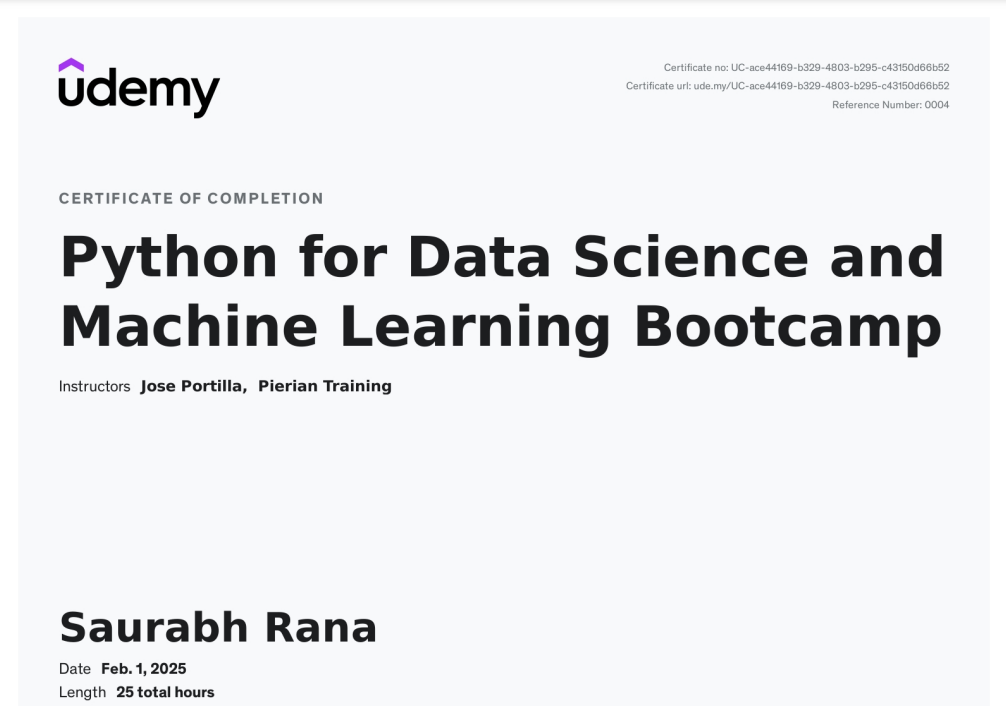 udemy
Certificate no: UC-ace44169-b329-4803-b295-c43150d66b52
Certificate url: ude.my/UC-ace44169-b329-4803-b295-c43150d66b52
Reference Number: 0004
CERTIFICATE OF COMPLETION
Python for Data Science and
Machine Learning Bootcamp
Instructors Jose Portilla, Pierian Training
Saurabh Rana
Date Feb. 1, 2025
Length 25 total hours